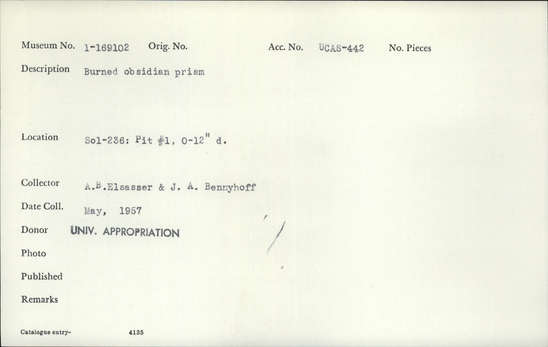 Museum No. 1-169102 Orig. No. Acc. No. UCAS-442 No. Pieces
Description Burned obsidian prism
Location Sol-236: Pit #1, 0-12" d.
Collector A.B.Elsasser & J. A. Bennyhoff
Date Coll. May, 1957
Donor UNIV. APPROPRIATION
Photo
Published
Remarks
Catalogue entry- 4135